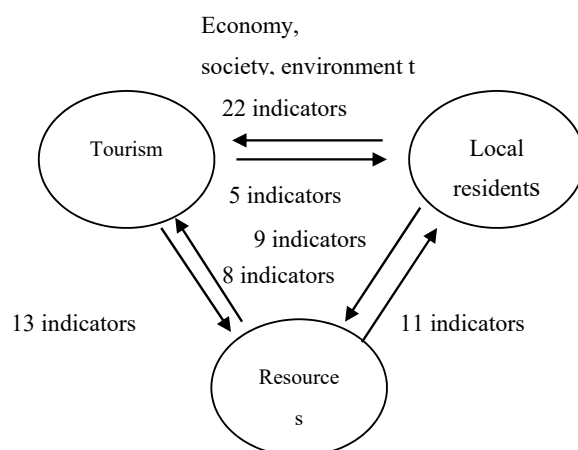 Economy,
society, environment t
22 indicators
Tourism
Local
residents
5 indicators
9 indicators
8 indicators
13 indicators
11 indicators
Resource
s